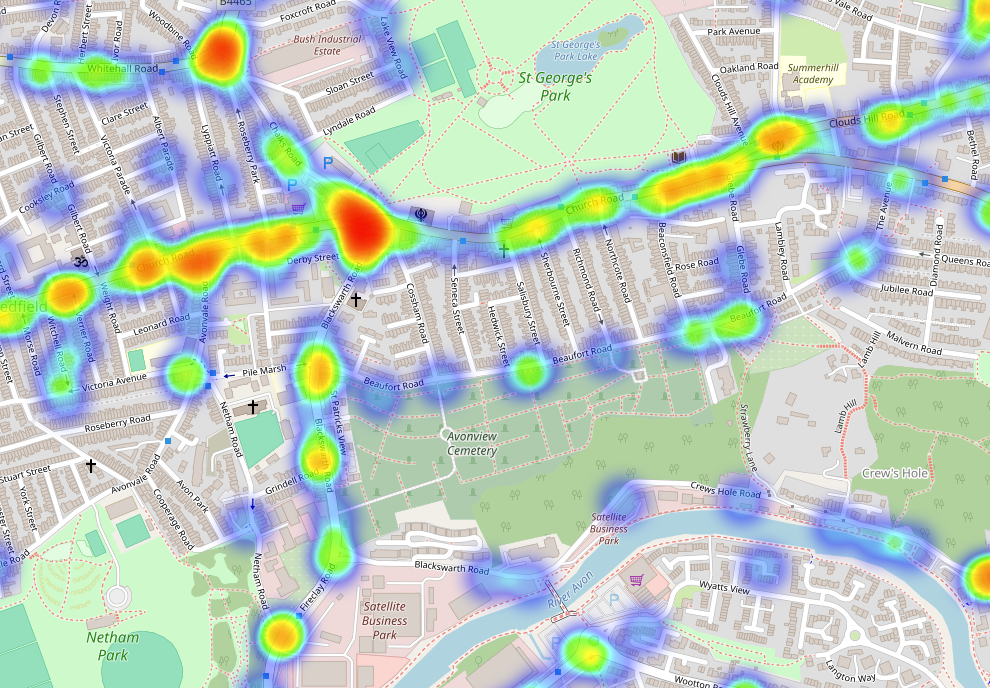 B4465
Foxcroft Road
Woodbine Road
Devon R
Herbert Street
Ivor Road
Bush Industrial
Estate
Lake View Road
St George's
Park Lake
St George's
Park
Park Avenue
Vale Road
Oakland Road
Summerhill
Academy
Clouds Hill Avenue
Whitehall Road
Sloan Street
Stephen Street
Clare Street
Lyndale Road
Clouds Hill Road
Gilbert Road
Victoria Parade
Albert Parade
Lyppiatt Road
Roseberry Park
Chalks Road
P
P
Bethel Road
Cooksley Road
Gilbert Road
Church Road
Glebe Road
The Avenue
Church Road
Derby Street
Beaconsfield Road
Northcote Road
Richmond Road
Sherbourne Street
Rose Road
Glebe Road
Lambley Road
Diamond Road
Queens Road
Jubilee Road
edfield
Blackswarth Road
Cossham Road
Seneca Street
Salisbury Street
Hedwick Street
Avonvale Road
Wright Road
Leonard Road
Witchell Road
Morse Road
Beaufort Road
Malvern Road
Lamb Hill
Beaufort Road
Beaufort Road
Pile Marsh
Victoria Avenue
St Patricks View
Roseberry Road
Netham Road
Blackswarth Road
Avonview
Cemetery
Strawberry Lane
Lamb Hill
Stuart Street
York Street
Avonvale Road
Avon Park
Cooperage Road
Grindell Road
Crew's Hole
Crews Hole Road
Satellite
Business
Park
Netham Road
Blackswarth Road
River Avon
Fireclay Road
Wyatts View
P
Satellite
Business
Park
Netham
Park
Langton Way
Wootton